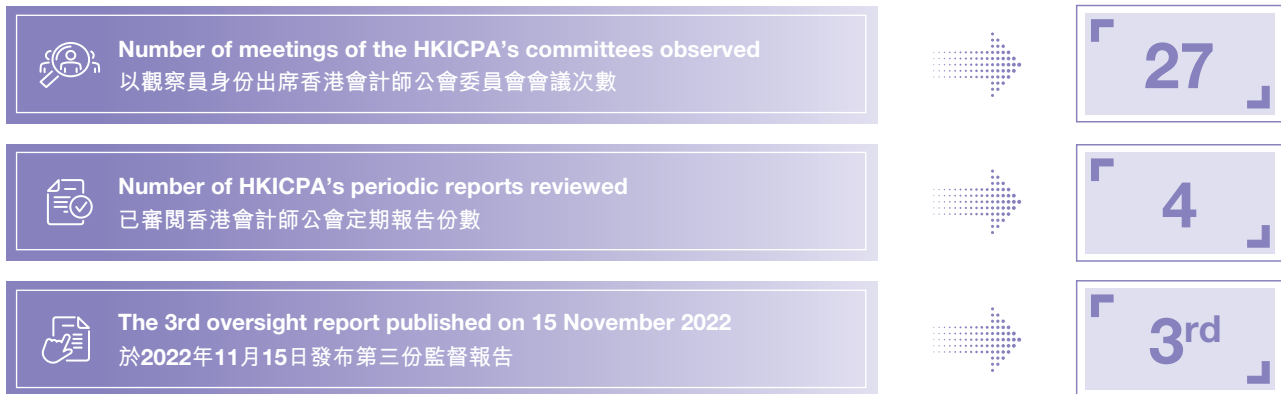 Number of meetings of the HKICPA's committees observed
以觀察員身份出席香港會計師公會委員會會議次數
27
Number of HKICPA's periodic reports reviewed
已審閱香港會計師公會定期報告份數
4
The 3rd oversight report published on 15 November 2022
於2022年11月15日發布第三份監督報告
3rd